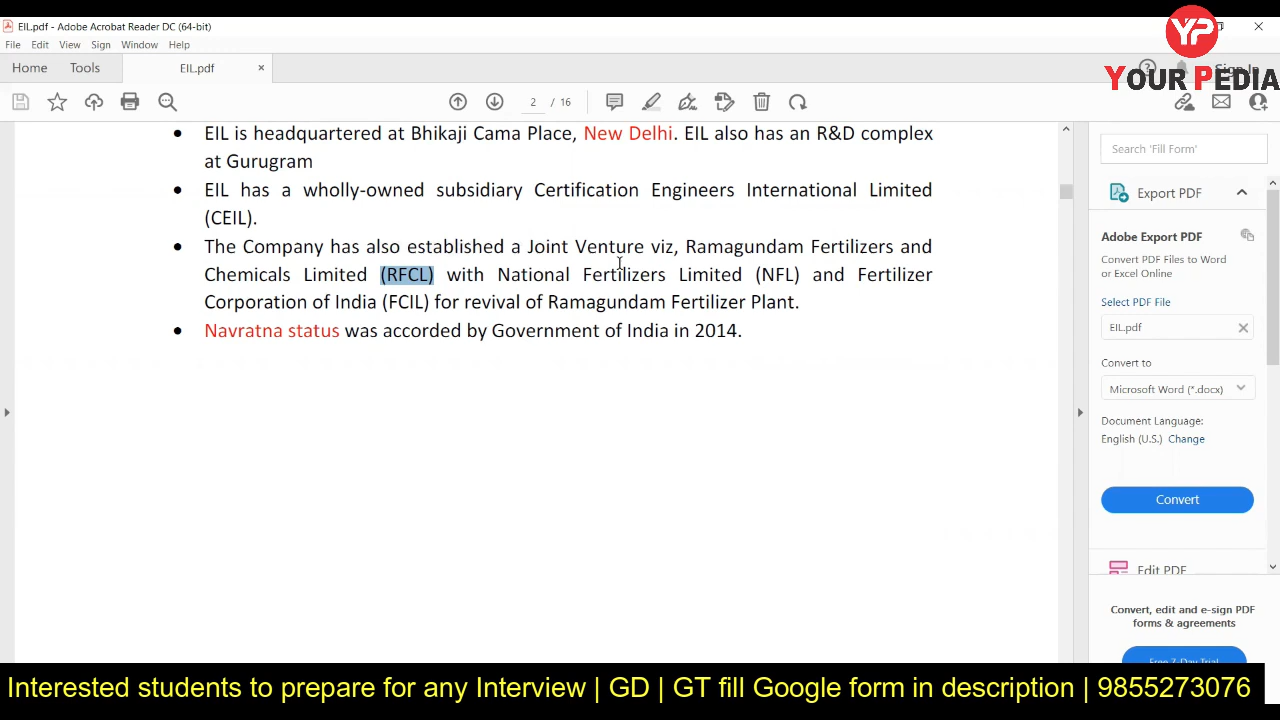 EIL.pdf - Adobe Acrobat Reader DC (64-bit)
File Edit View Sign Window Help
Home Tools EIL.pdf × Sign In
YP
YOUR PEDIA
2 / 16
• EIL is headquartered at Bhikaji Cama Place, New Delhi. EIL also has an R&D complex
at Gurugram
• EIL has a wholly-owned subsidiary Certification Engineers International Limited
(CEIL).
• The Company has also established a Joint Venture viz, Ramagundam Fertilizers and
Chemicals Limited (RFCL) with National Fertilizers Limited (NFL) and Fertilizer
Corporation of India (FCIL) for revival of Ramagundam Fertilizer Plant.
• Navratna status was accorded by Government of India in 2014.
Search 'Fill Form'
Export PDF
Adobe Export PDF
Convert PDF Files to Word
or Excel Online
Select PDF File
EIL.pdf
Convert to
Microsoft Word (*.docx)
Document Language:
English (U.S.) Change
Convert
Edit PDF
Convert, edit and e-sign PDF
forms & agreements
Free 7-Day Trial
Interested students to prepare for any Interview | GD | GT fill Google form in description | 9855273076